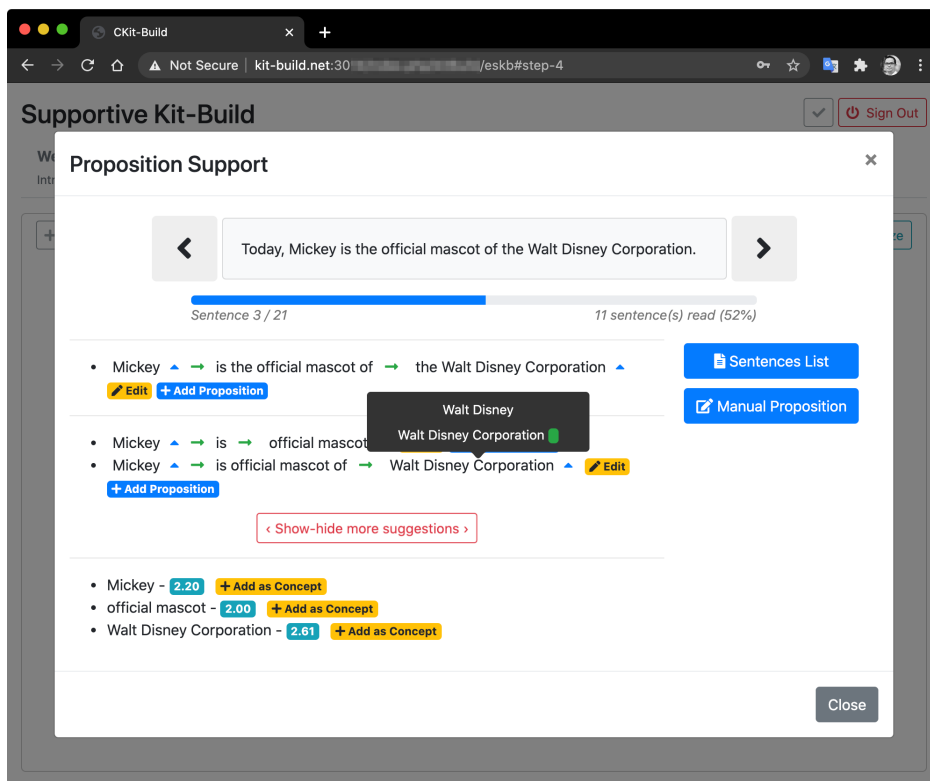 CKit-Build
Not Secure | kit-build.net:30 /eskb#step-4
Supportive Kit-Build
Sign Out
We
Intr
Proposition Support
×
Today, Mickey is the official mascot of the Walt Disney Corporation.
Sentence 3 / 21
11 sentence(s) read (52%)
Mickey → is the official mascot of → the Walt Disney Corporation
Edit + Add Proposition
Sentences List
Manual Proposition
Walt Disney
Walt Disney Corporation
Mickey → is → official mascot
Mickey → is official mascot of → Walt Disney Corporation Edit
+ Add Proposition
‹ Show-hide more suggestions ›
Mickey - 2.20 + Add as Concept
official mascot - 2.00 + Add as Concept
Walt Disney Corporation - 2.61 + Add as Concept
Close